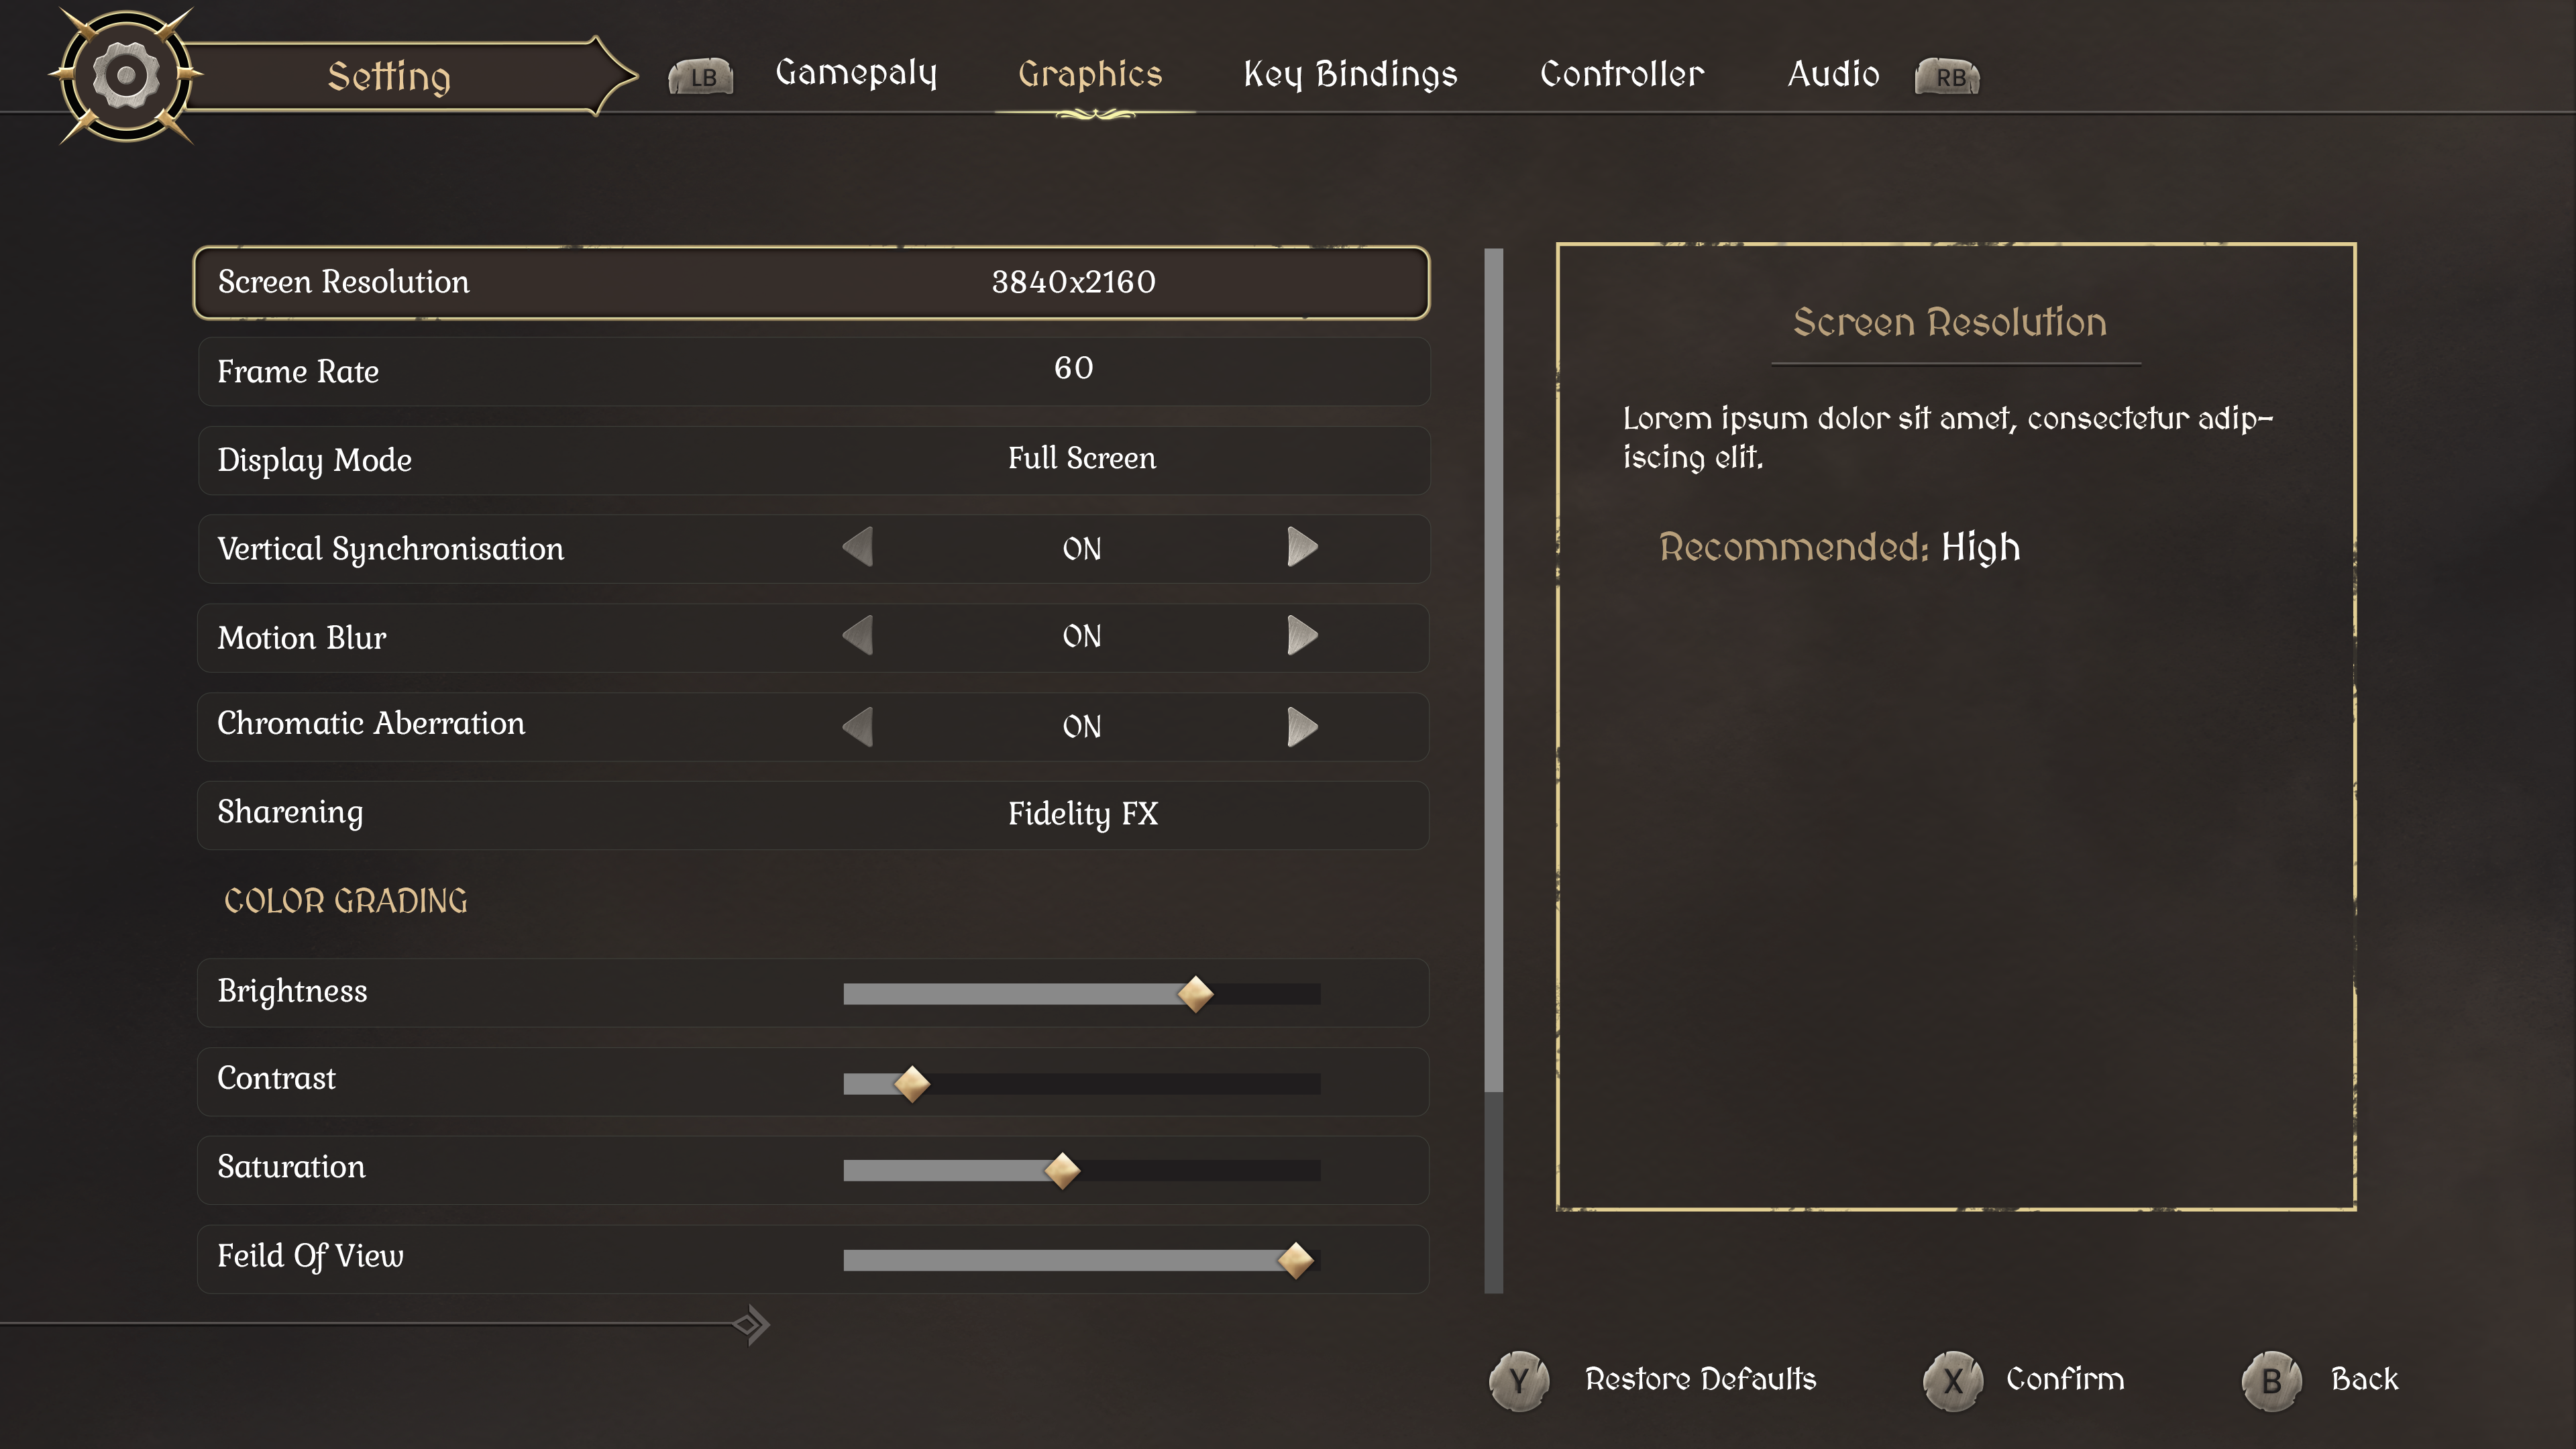 Setting
LB
Gamepaly
Graphics
Key Bindings
Controller
Audio
RB
Screen Resolution
3840x2160
Frame Rate
60
Display Mode
Full Screen
Vertical Synchronisation
ON
Motion Blur
ON
Chromatic Aberration
ON
Sharening
Fidelity FX
COLOR GRADING
Brightness
Contrast
Saturation
Feild Of View
Screen Resolution
Lorem ipsum dolor sit amet, consectetur adip-
iscing elit.
Recommended: High
Y
Restore Defaults
X
Confirm
B
Back